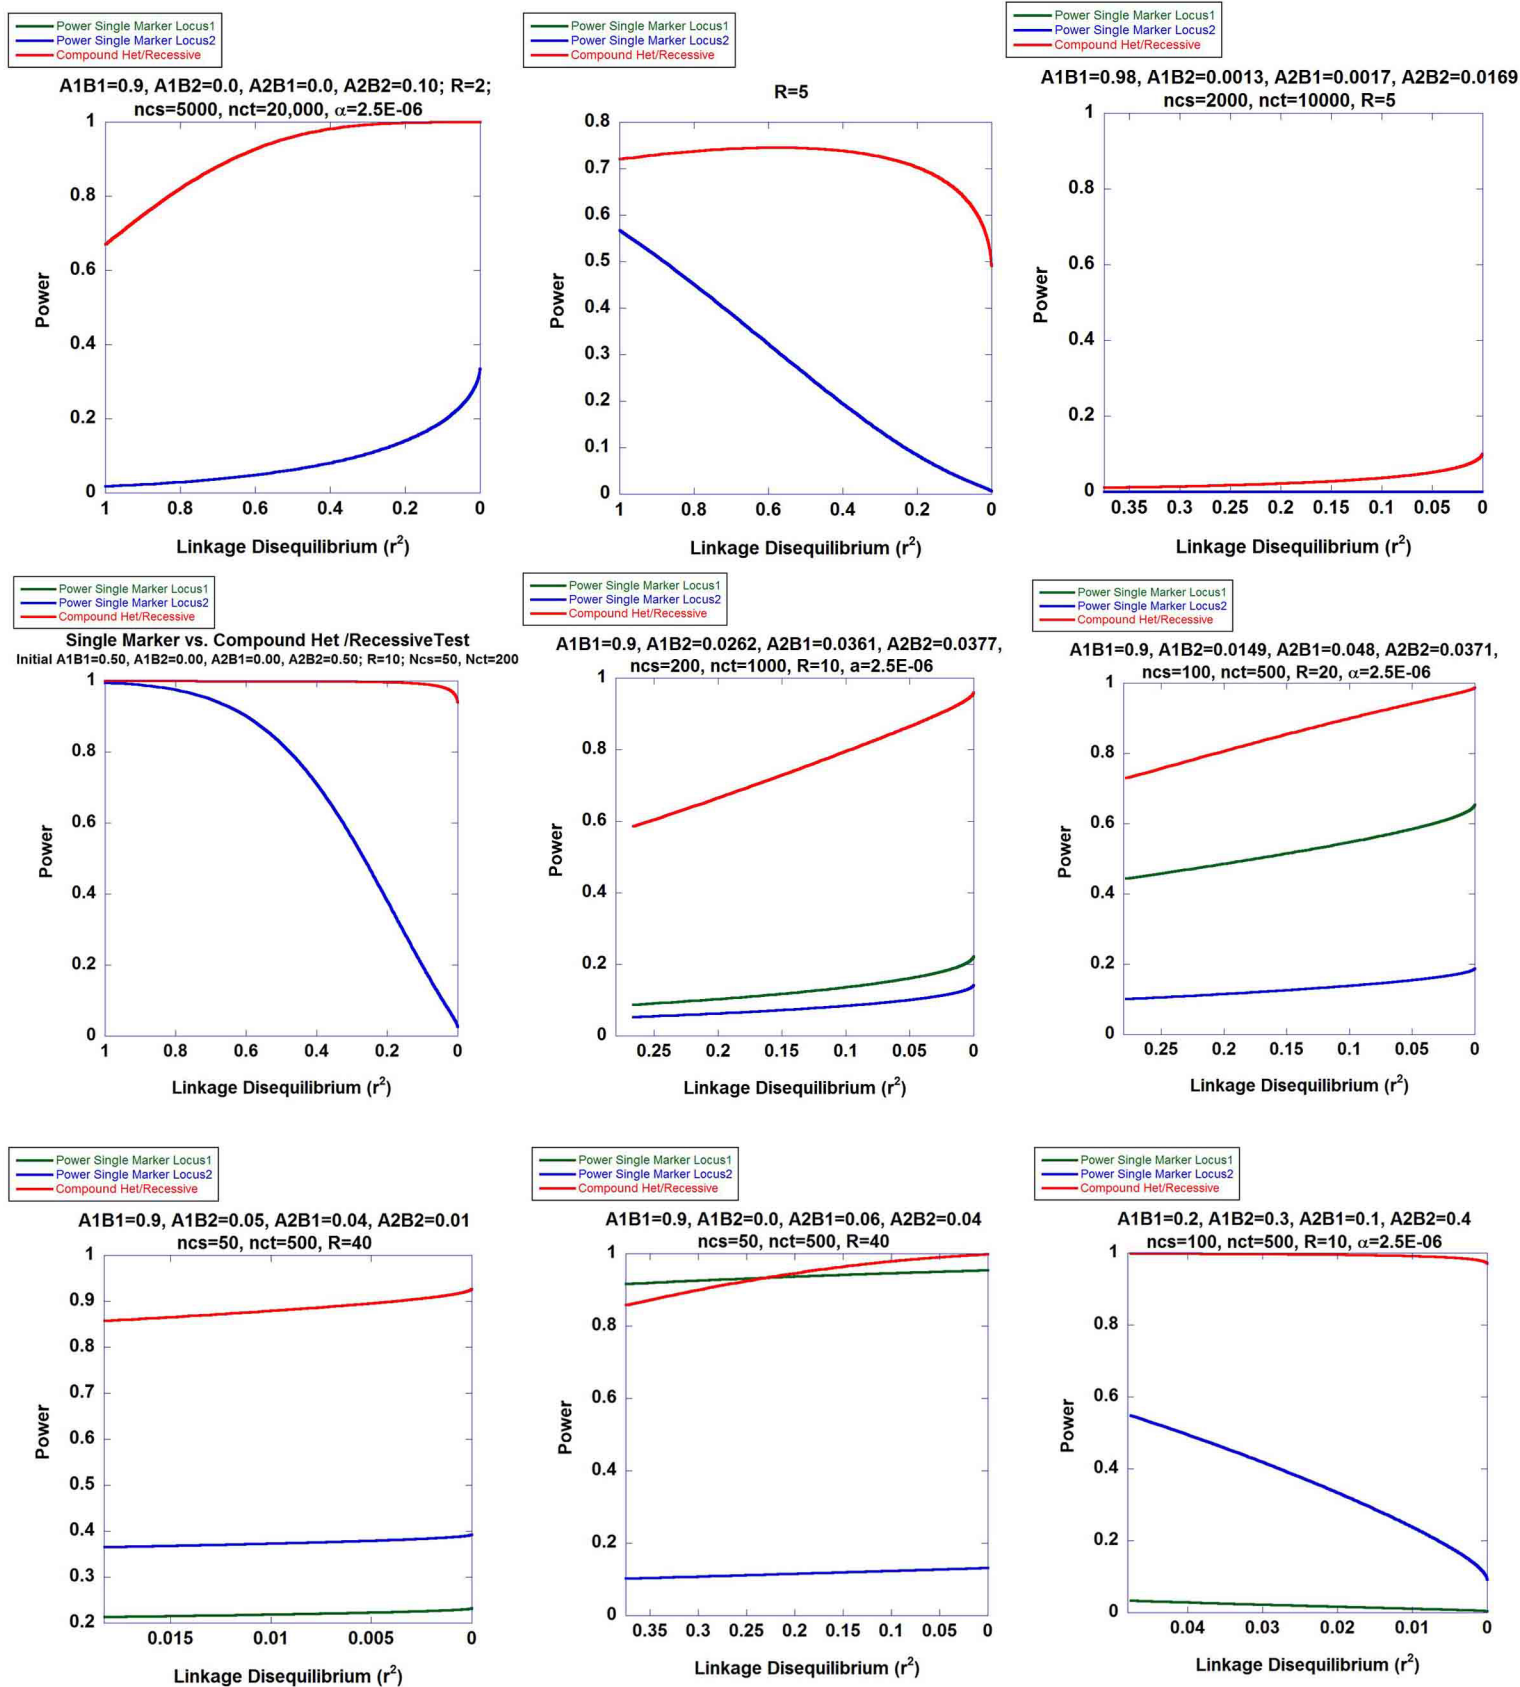 Power Single Marker Locus1
Power Single Marker Locus2
Compound Het/Recessive
A1B1=0.9, A1B2=0.0, A2B1=0.0, A2B2=0.10; R=2;
ncs=5000, nct=20,000, α=2.5E-06
1
0.8
0.6
0.4
0.2
0
Power
1 0.8 0.6 0.4 0.2 0
Linkage Disequilibrium (r²)
Power Single Marker Locus1
Power Single Marker Locus2
Compound Het/Recessive
R=5
0.8
0.7
0.6
0.5
0.4
0.3
0.2
0.1
0
Power
1 0.8 0.6 0.4 0.2 0
Linkage Disequilibrium (r²)
Power Single Marker Locus1
Power Single Marker Locus2
Compound Het/Recessive
A1B1=0.98, A1B2=0.0013, A2B1=0.0017, A2B2=0.0169
ncs=2000, nct=10000, R=5
1
0.8
0.6
0.4
0.2
0
Power
0.35 0.3 0.25 0.2 0.15 0.1 0.05 0
Linkage Disequilibrium (r²)
Power Single Marker Locus1
Power Single Marker Locus2
Compound Het/Recessive
Single Marker vs. Compound Het /RecessiveTest
Initial A1B1=0.50, A1B2=0.00, A2B1=0.00, A2B2=0.50; R=10; Ncs=50, Nct=200
1
0.8
0.6
0.4
0.2
0
Power
1 0.8 0.6 0.4 0.2 0
Linkage Disequilibrium (r²)
Power Single Marker Locus1
Power Single Marker Locus2
Compound Het/Recessive
A1B1=0.9, A1B2=0.0262, A2B1=0.0361, A2B2=0.0377,
ncs=200, nct=1000, R=10, a=2.5E-06
1
0.8
0.6
0.4
0.2
0
Power
0.25 0.2 0.15 0.1 0.05 0
Linkage Disequilibrium (r²)
Power Single Marker Locus1
Power Single Marker Locus2
Compound Het/Recessive
A1B1=0.9, A1B2=0.0149, A2B1=0.048, A2B2=0.0371,
ncs=100, nct=500, R=20, α=2.5E-06
1
0.8
0.6
0.4
0.2
0
Power
0.25 0.2 0.15 0.1 0.05 0
Linkage Disequilibrium (r²)
Power Single Marker Locus1
Power Single Marker Locus2
Compound Het/Recessive
A1B1=0.9, A1B2=0.05, A2B1=0.04, A2B2=0.01
ncs=50, nct=500, R=40
1
0.9
0.8
0.7
0.6
0.5
0.4
0.3
0.2
Power
0.015 0.01 0.005 0
Linkage Disequilibrium (r²)
Power Single Marker Locus1
Power Single Marker Locus2
Compound Het/Recessive
A1B1=0.9, A1B2=0.0, A2B1=0.06, A2B2=0.04
ncs=50, nct=500, R=40
1
0.8
0.6
0.4
0.2
0
Power
0.35 0.3 0.25 0.2 0.15 0.1 0.05 0
Linkage Disequilibrium (r²)
Power Single Marker Locus1
Power Single Marker Locus2
Compound Het/Recessive
A1B1=0.2, A1B2=0.3, A2B1=0.1, A2B2=0.4
ncs=100, nct=500, R=10, α=2.5E-06
1
0.8
0.6
0.4
0.2
0
Power
0.04 0.03 0.02 0.01 0
Linkage Disequilibrium (r²)